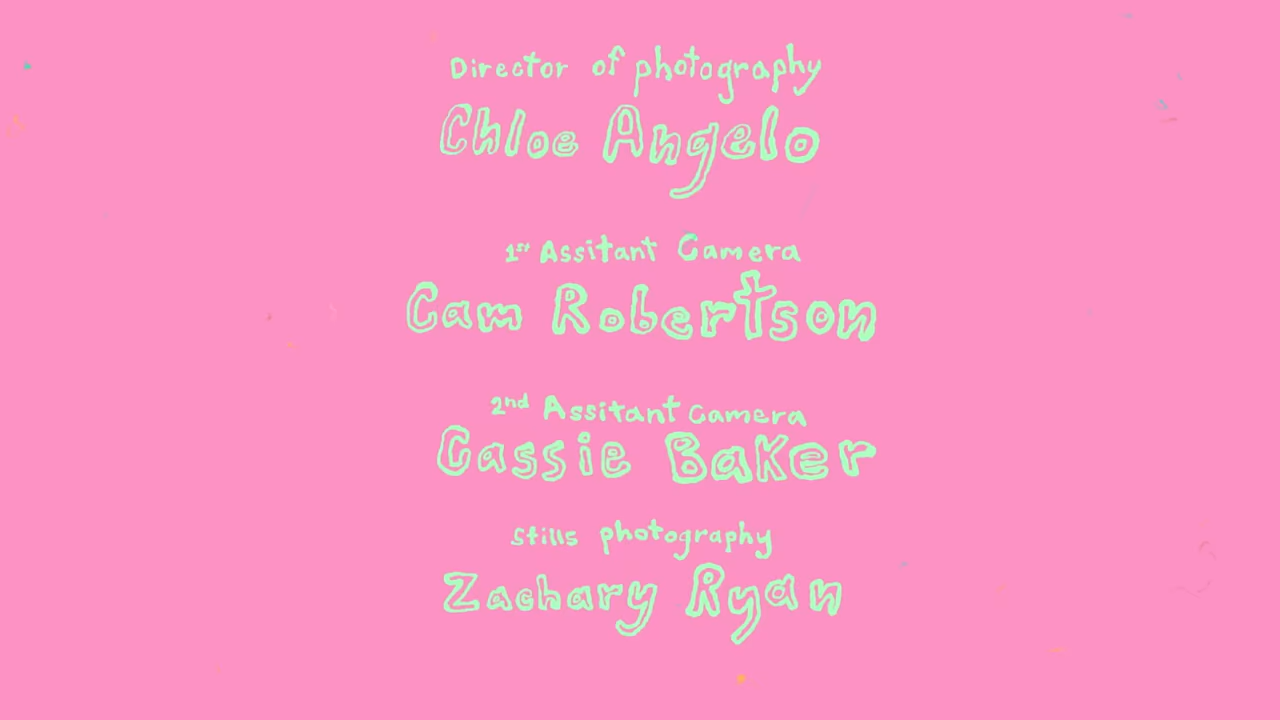 Director of photography
Chloe Angelo
1st Assitant Camera
Cam Robertson
2nd Assitant camera
Cassie Baker
Stills photography
Zachary Ryan